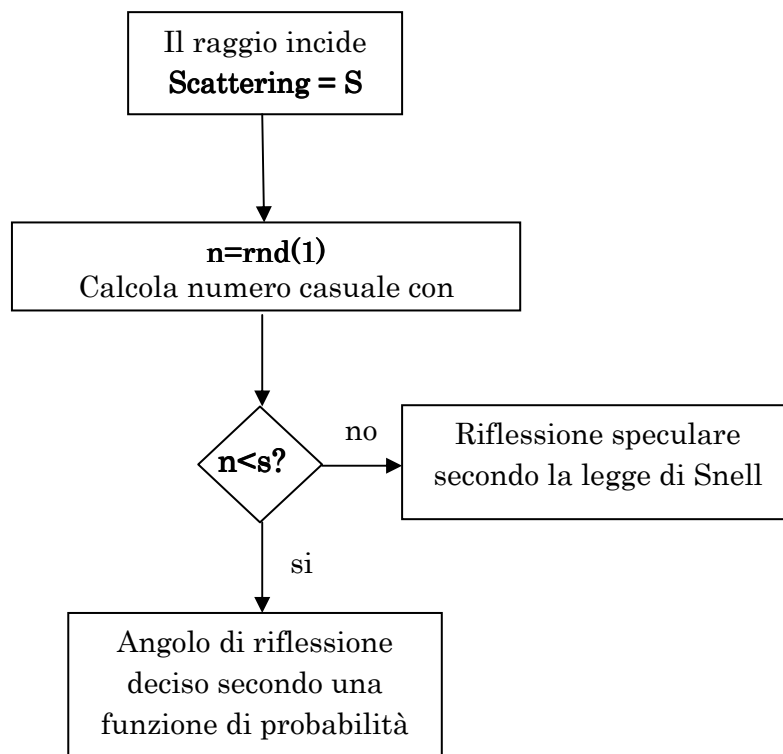 Il raggio incide
Scattering = S
n=rnd(1)
Calcola numero casuale con
n<s?
no
Riflessione speculare
secondo la legge di Snell
si
Angolo di riflessione
deciso secondo una
funzione di probabilità